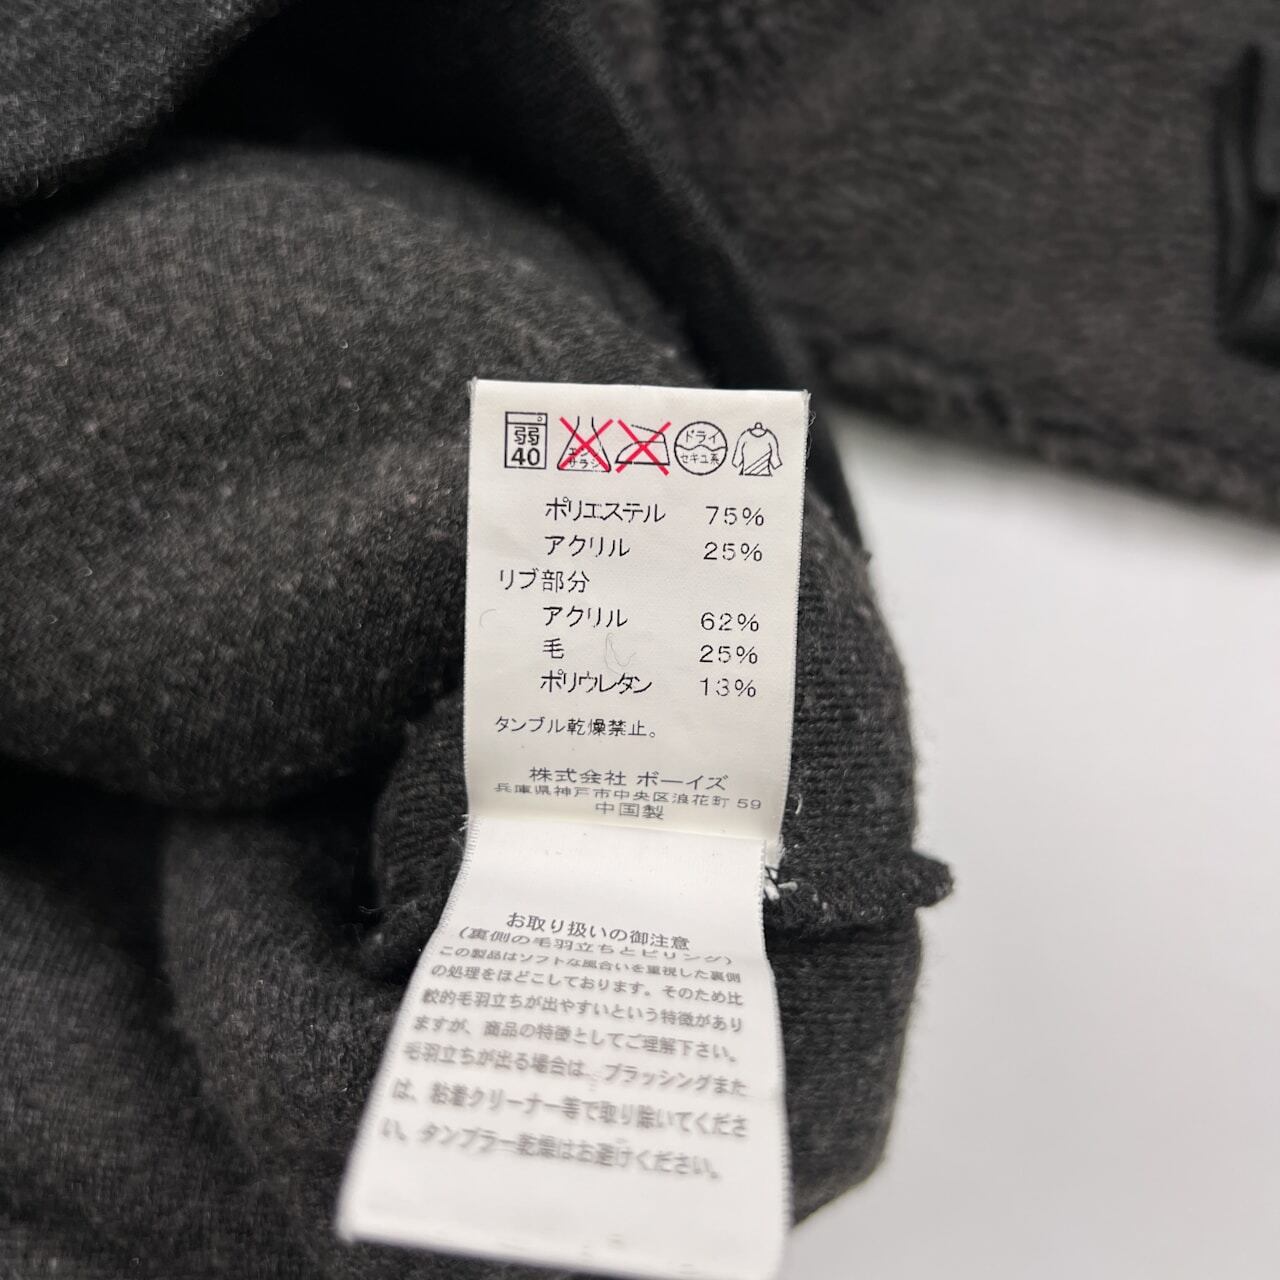 弱
40
エンソ
サラシ
ドライ
セキユ系
ポリエステル 75%
アクリル 25%
リブ部分
アクリル 62%
毛 25%
ポリウレタン 13%
タンブル乾燥禁止。
株式会社 ボーイズ
兵庫県神戸市中央区浪花町 59
中国製
お取り扱いの御注意
(裏側の毛羽立ちとピリング)
この製品はソフトな風合いを重視した裏側
の処理をほどこしております。そのため比
較的毛羽立ちが出やすいという特徴があり
ますが、商品の特徴としてご理解下さい。
毛羽立ちが出る場合は、ブラッシングまた
は、粘着クリーナー等で取り除いてくださ
い。タンブラー乾燥はお避けください。